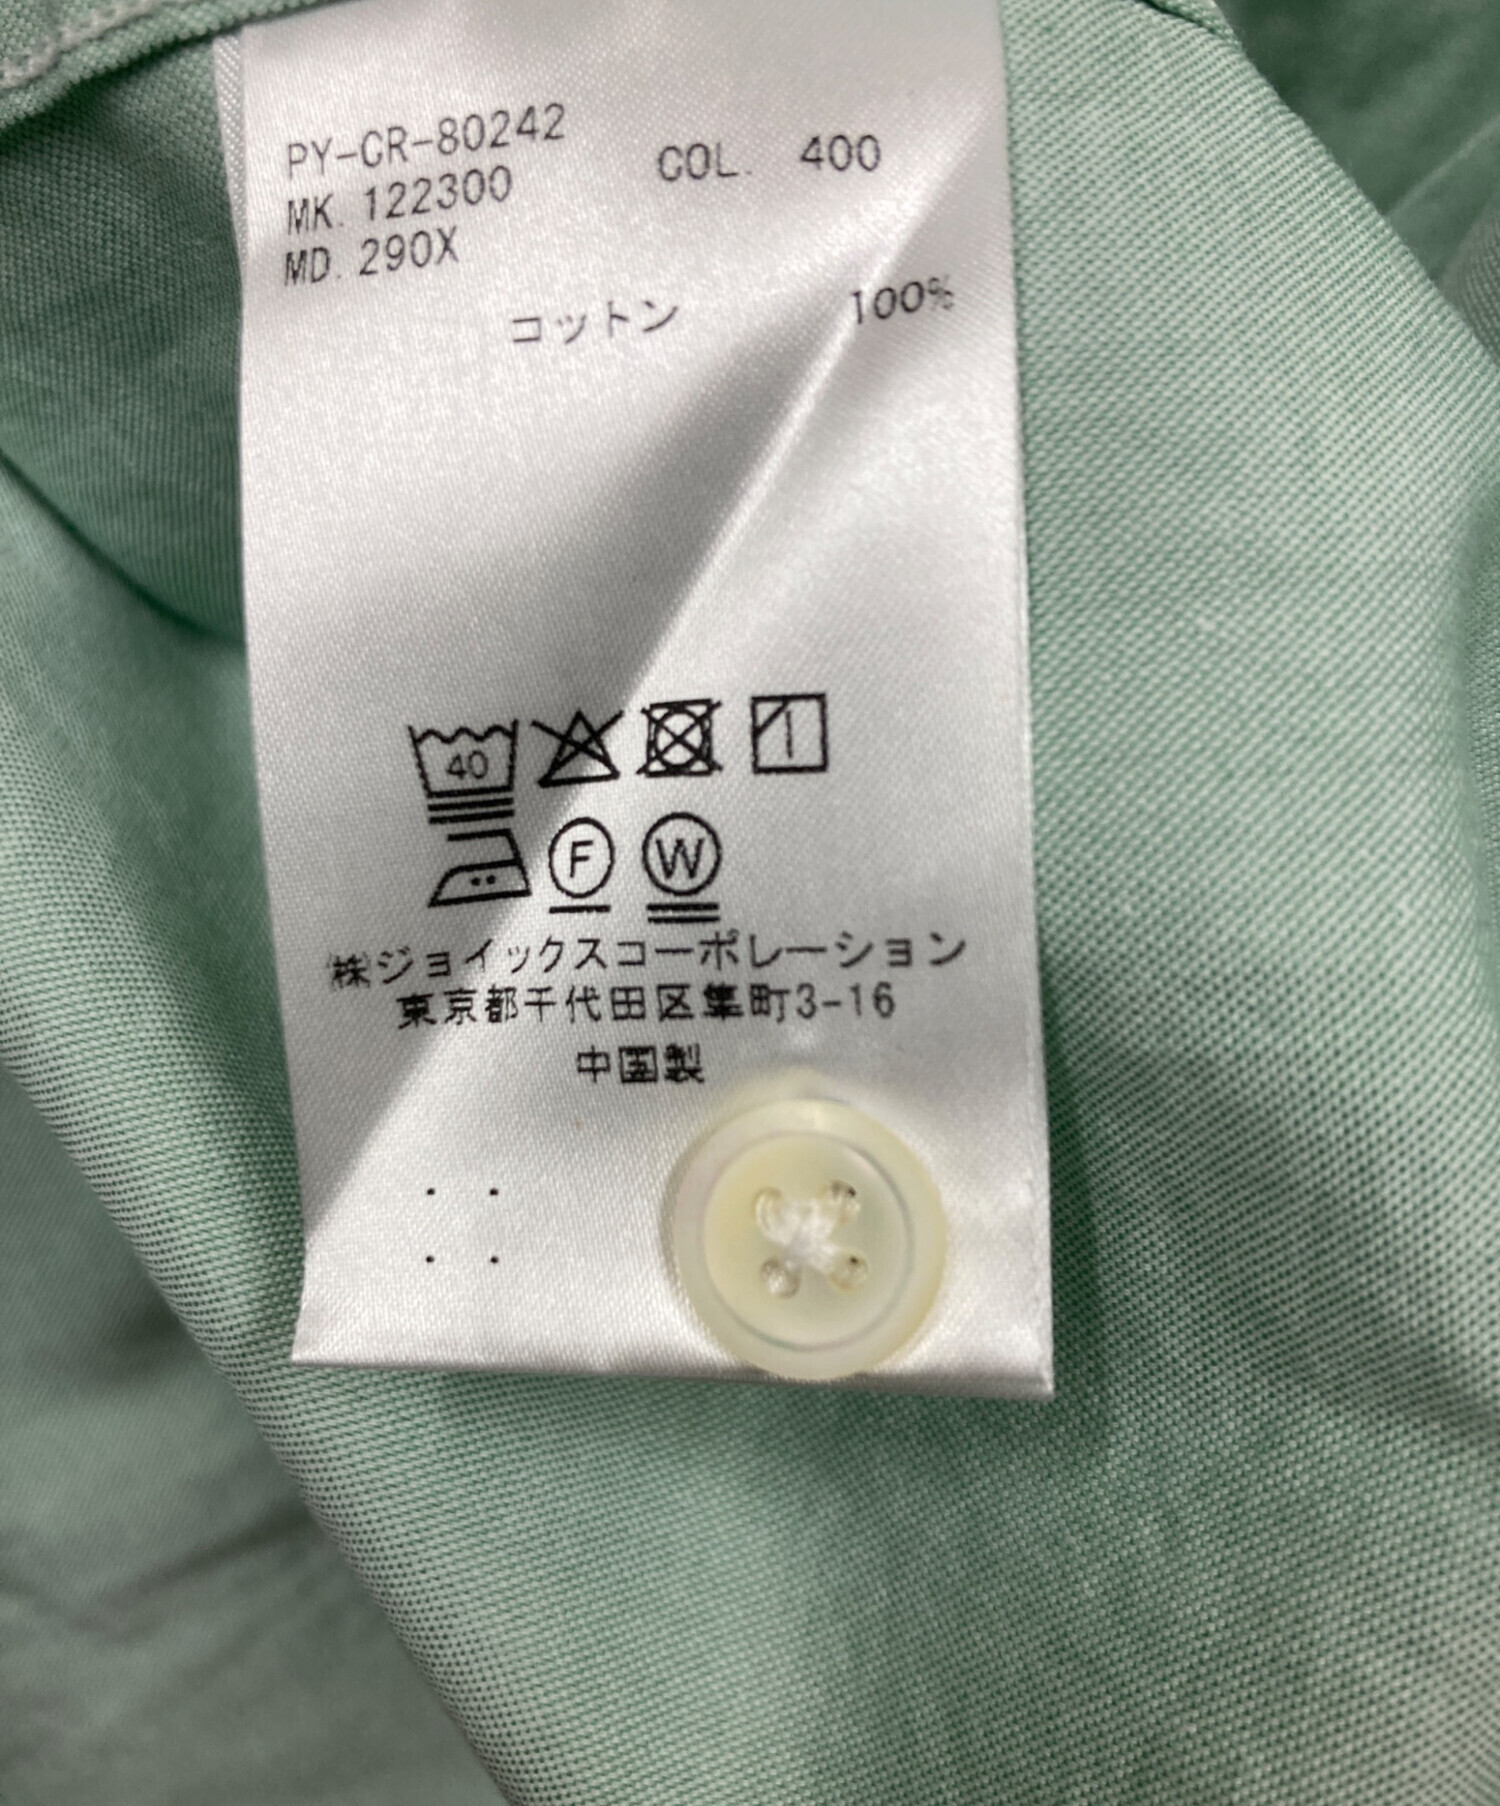 PY-CR-80242 COL. 400
MK. 122300
MD. 290X
コットン 100%
40
F W
㈱ジョイックスコーポレーション
東京都千代田区隼町3-16
中国製